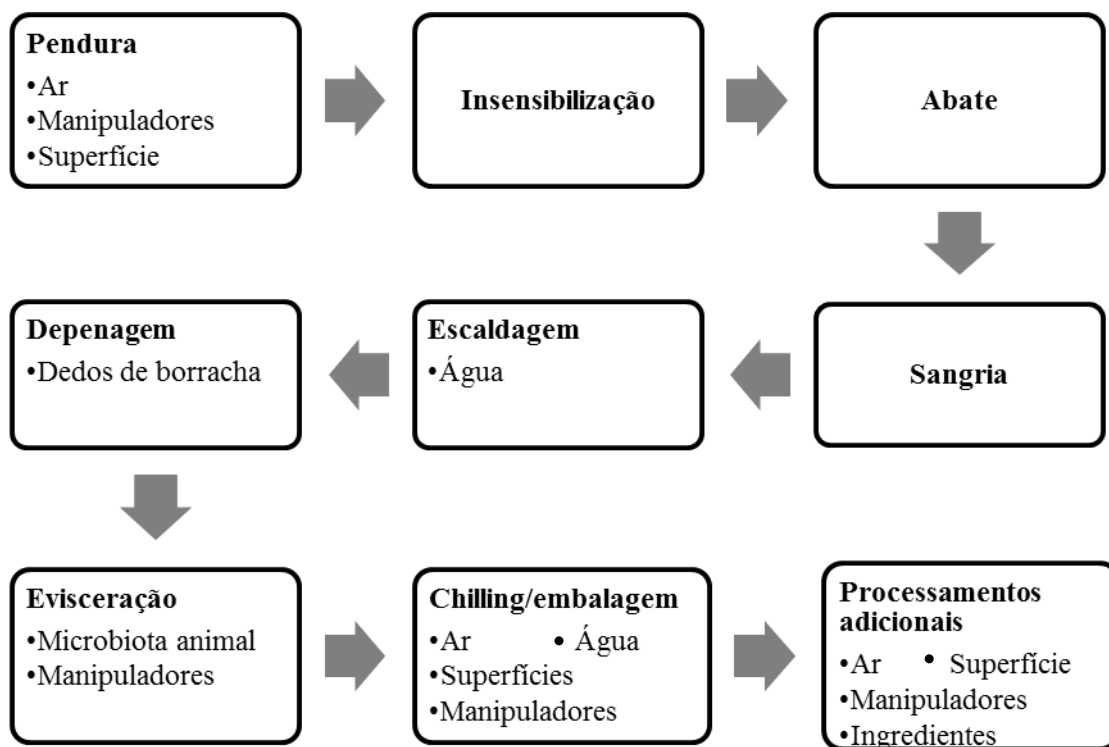 Pendura
•Ar
•Manipuladores
•Superfície
Insensibilização
Abate
Sangria
Escaldagem
•Água
Depenagem
•Dedos de borracha
Evisceração
•Microbiota animal
•Manipuladores
Chilling/embalagem
•Ar • Água
•Superfícies
•Manipuladores
Processamentos
adicionais
•Ar • Superfície
•Manipuladores
•Ingredientes